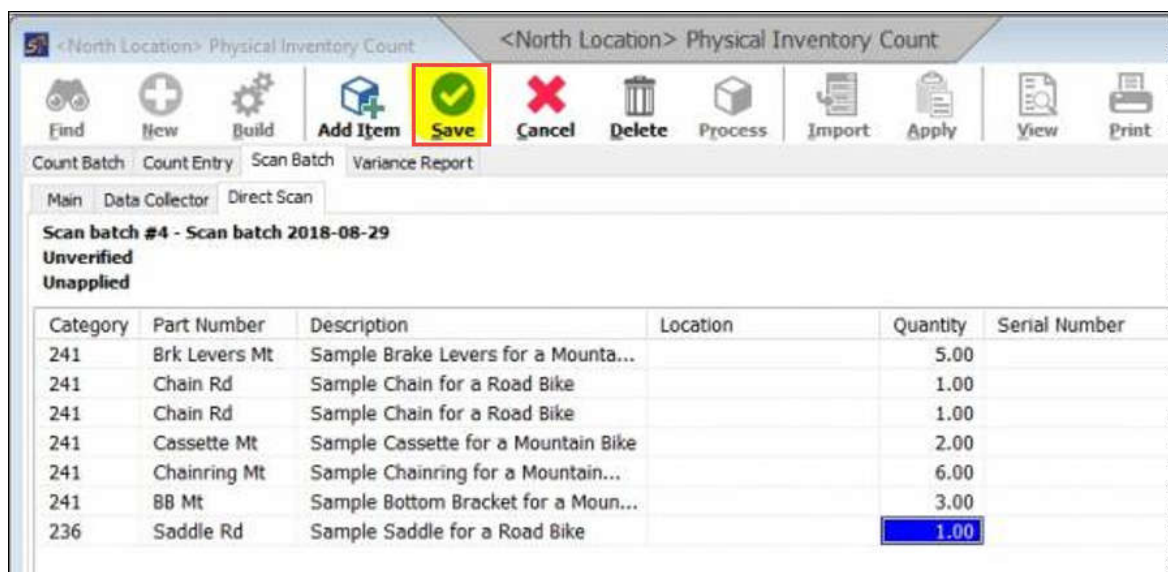 <North Location> Physical Inventory Count
<North Location> Physical Inventory Count
Find New Build Add Item Save Cancel Delete Process Import Apply View Print
Count Batch Count Entry Scan Batch Variance Report
Main Data Collector Direct Scan
Scan batch #4 - Scan batch 2018-08-29
Unverified
Unapplied
Category Part Number Description Location Quantity Serial Number
241 Brk Levers Mt Sample Brake Levers for a Mounta... 5.00
241 Chain Rd Sample Chain for a Road Bike 1.00
241 Chain Rd Sample Chain for a Road Bike 1.00
241 Cassette Mt Sample Cassette for a Mountain Bike 2.00
241 Chainring Mt Sample Chainring for a Mountain... 6.00
241 BB Mt Sample Bottom Bracket for a Moun... 3.00
236 Saddle Rd Sample Saddle for a Road Bike 1.00